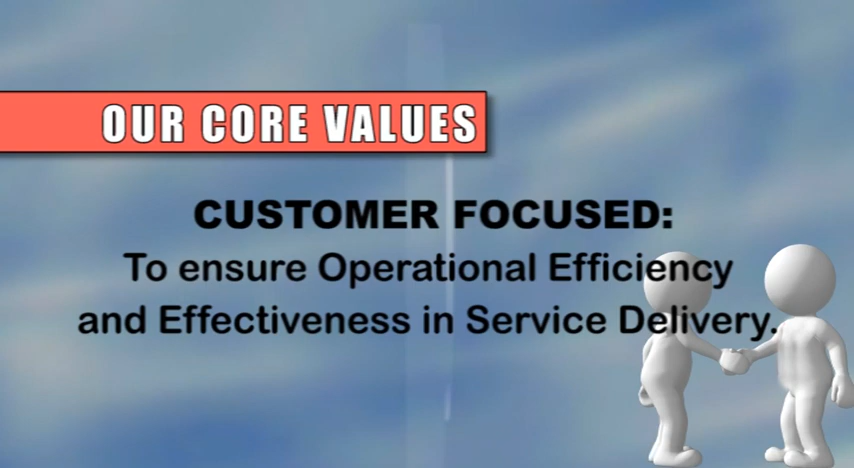 OUR CORE VALUES
CUSTOMER FOCUSED:
To ensure Operational Efficiency
and Effectiveness in Service Delivery.